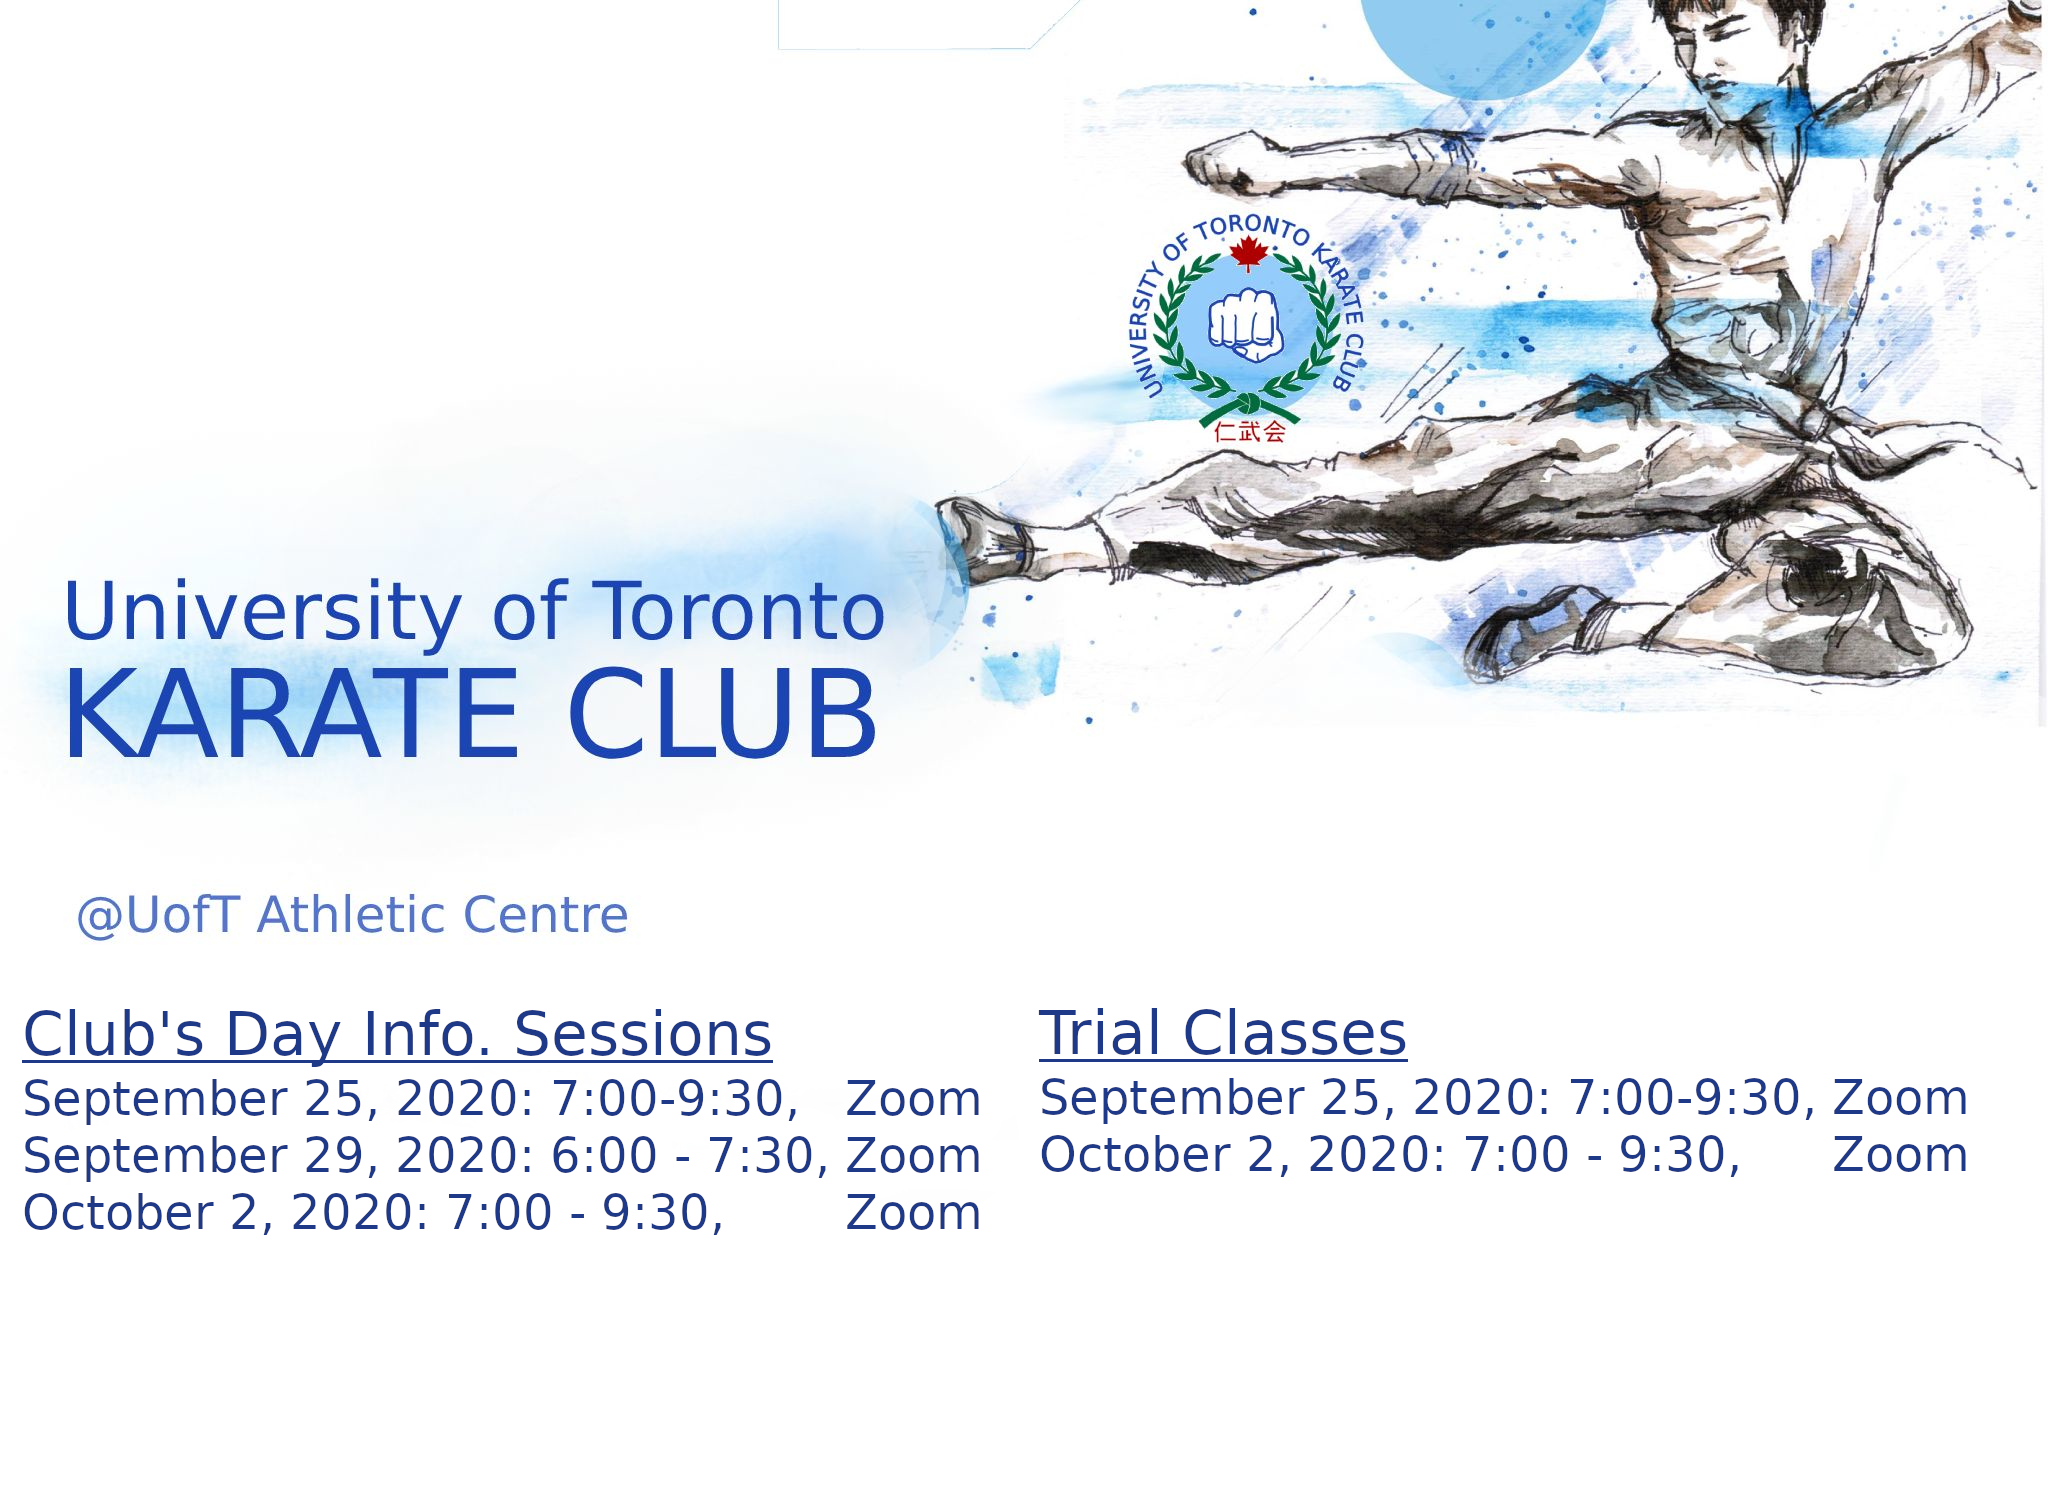 UNIVERSITY OF TORONTO KARATE CLUB
仁武会
University of Toronto
KARATE CLUB
@UofT Athletic Centre
Club's Day Info. Sessions
September 25, 2020: 7:00-9:30, Zoom
September 29, 2020: 6:00 - 7:30, Zoom
October 2, 2020: 7:00 - 9:30, Zoom
Trial Classes
September 25, 2020: 7:00-9:30, Zoom
October 2, 2020: 7:00 - 9:30, Zoom